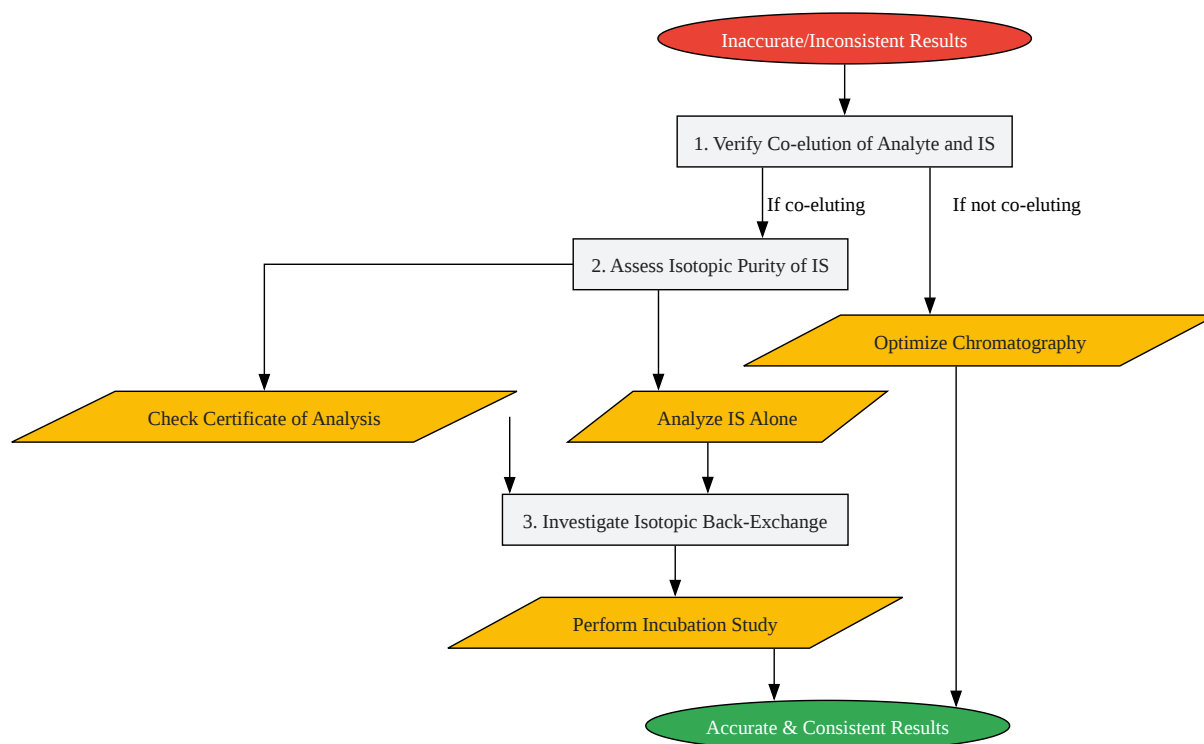 Inaccurate/Inconsistent Results
1. Verify Co-elution of Analyte and IS
If co-eluting
If not co-eluting
2. Assess Isotopic Purity of IS
Optimize Chromatography
Check Certificate of Analysis
Analyze IS Alone
3. Investigate Isotopic Back-Exchange
Perform Incubation Study
Accurate & Consistent Results